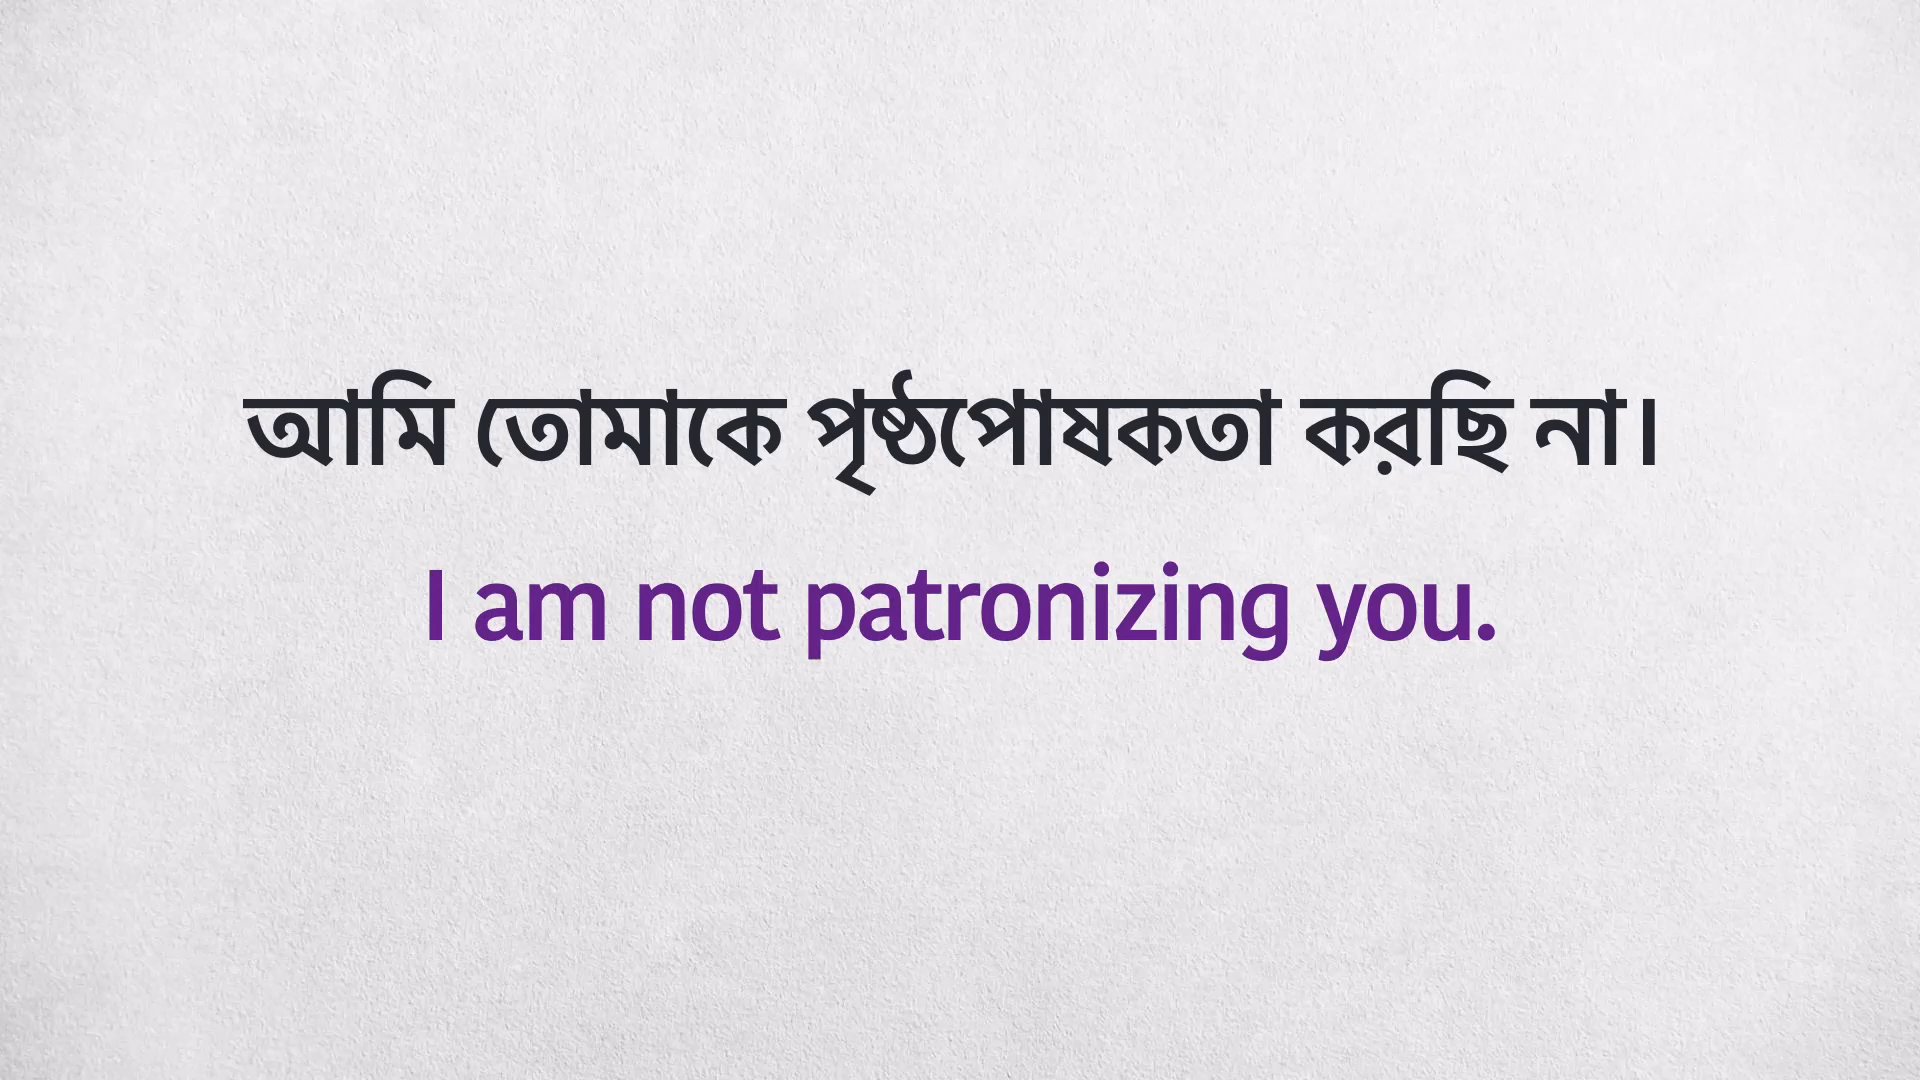 আমি তোমাকে পৃষ্ঠপোষকতা করছি না।
I am not patronizing you.